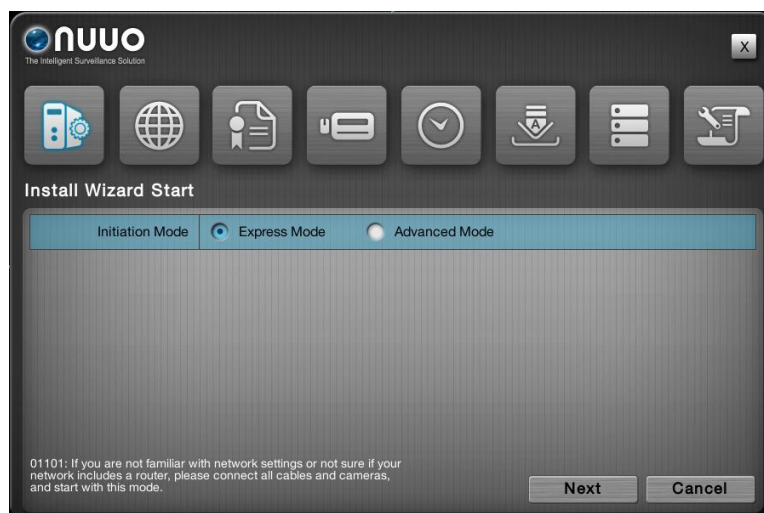 nuuo
The Intelligent Surveillance Solution
X
A
Install Wizard Start
Initiation Mode Express Mode Advanced Mode
01101: If you are not familiar with network settings or not sure if your
network includes a router, please connect all cables and cameras,
and start with this mode.
Next Cancel